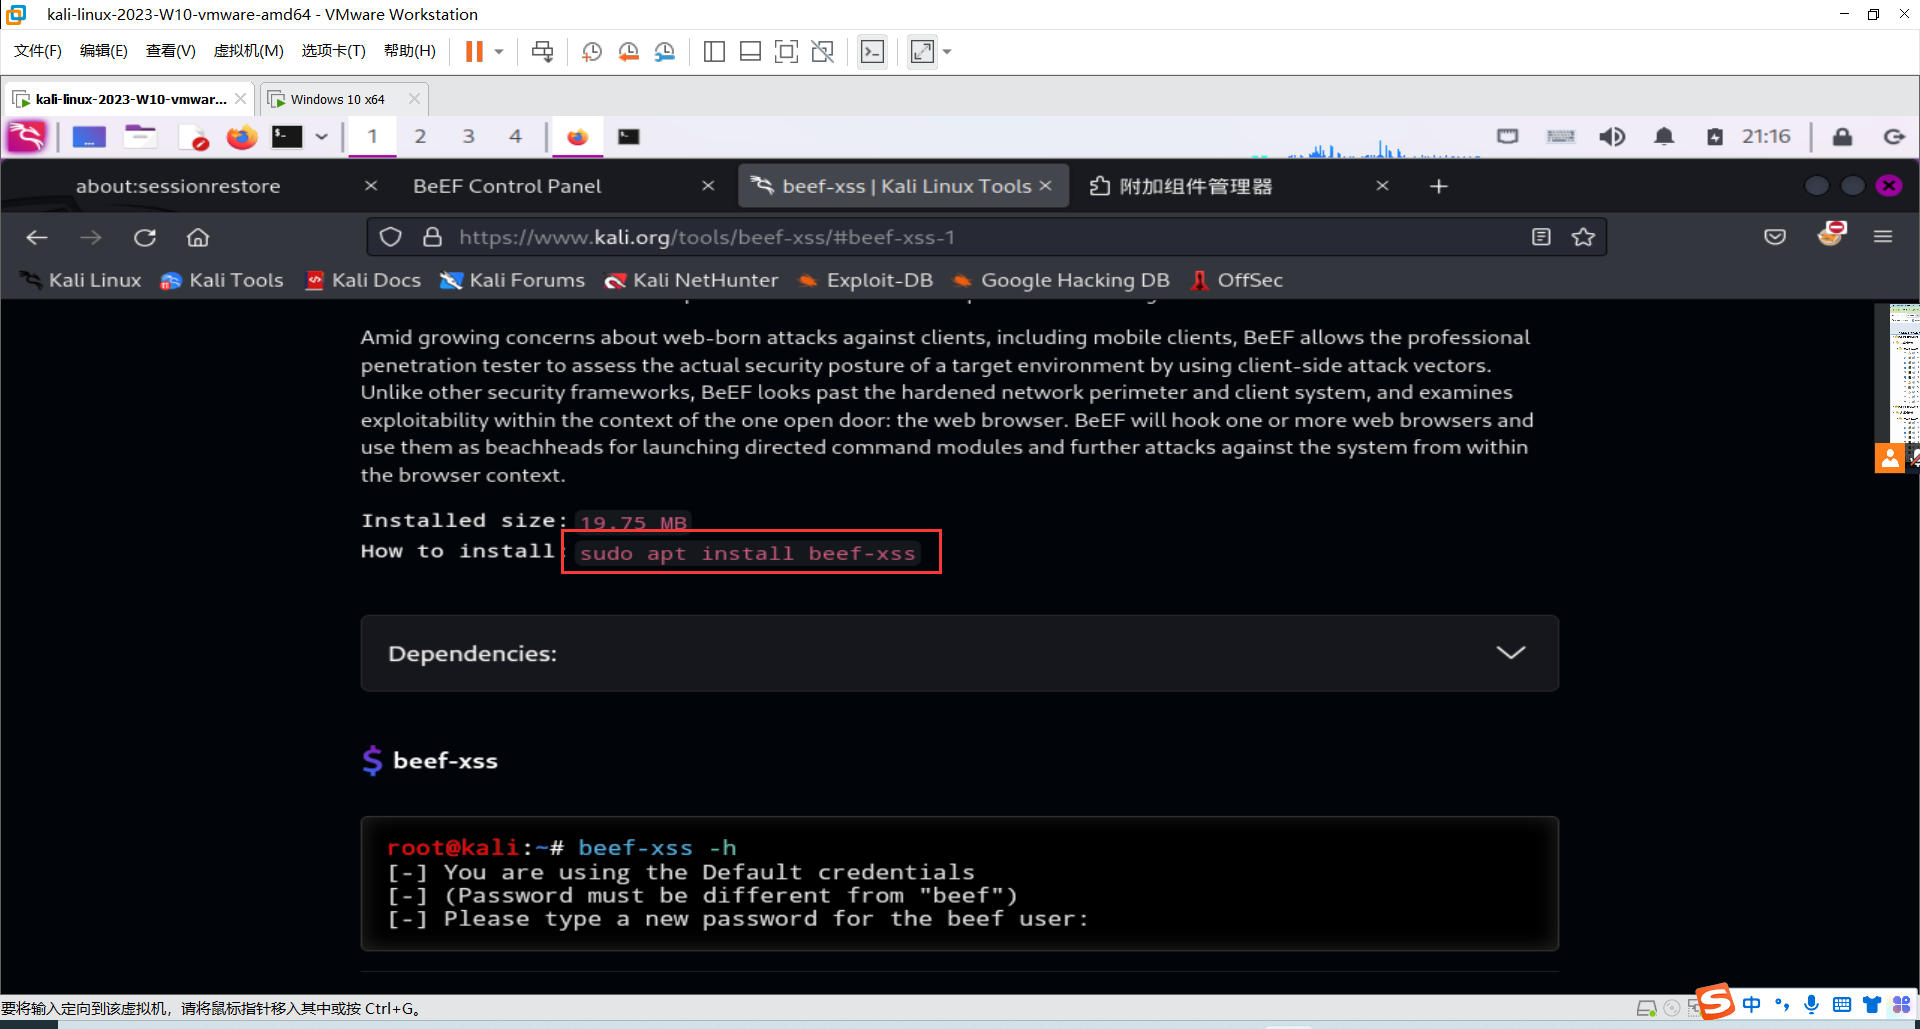 kali-linux-2023-W10-vmware-amd64 - VMware Workstation
文件(F) 编辑(E) 查看(V) 虚拟机(M) 选项卡(T) 帮助(H)
kali-linux-2023-W10-vmwar... Windows 10 x64
1 2 3 4 21:16
about:sessionrestore BeEF Control Panel beef-xss | Kali Linux Tools 附加组件管理器
https://www.kali.org/tools/beef-xss/#beef-xss-1
Kali Linux Kali Tools Kali Docs Kali Forums Kali NetHunter Exploit-DB Google Hacking DB OffSec
Amid growing concerns about web-born attacks against clients, including mobile clients, BeEF allows the professional
penetration tester to assess the actual security posture of a target environment by using client-side attack vectors.
Unlike other security frameworks, BeEF looks past the hardened network perimeter and client system, and examines
exploitability within the context of the one open door: the web browser. BeEF will hook one or more web browsers and
use them as beachheads for launching directed command modules and further attacks against the system from within
the browser context.
Installed size: 19.75 MB
How to install: sudo apt install beef-xss
Dependencies:
$ beef-xss
root@kali:~# beef-xss -h
[-] You are using the Default credentials
[-] (Password must be different from "beef")
[-] Please type a new password for the beef user:
要将输入定向到该虚拟机，请将鼠标指针移入其中或按 Ctrl+G。
中